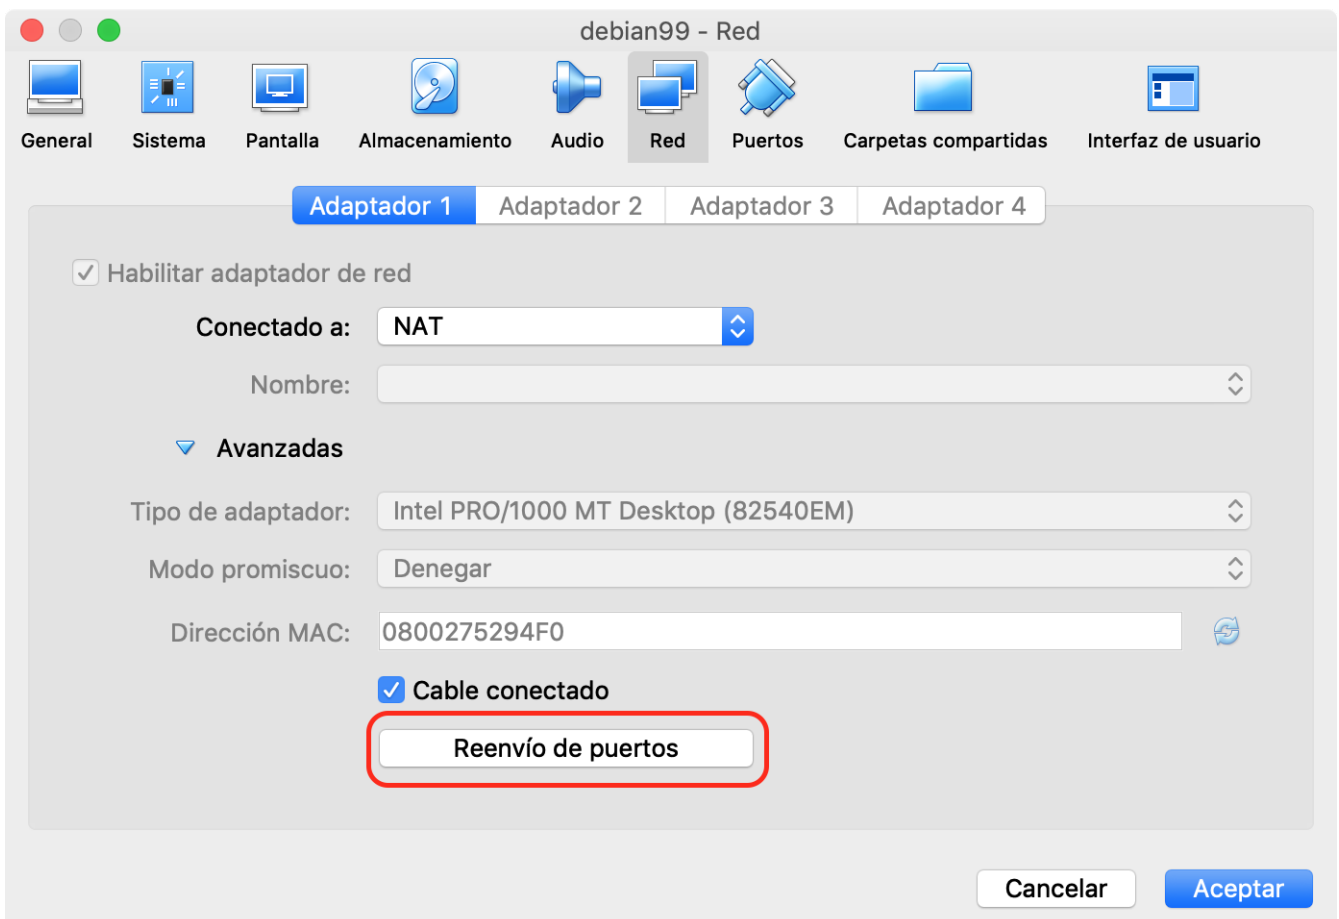 debian99 - Red
General Sistema Pantalla Almacenamiento Audio Red Puertos Carpetas compartidas Interfaz de usuario
Adaptador 1 Adaptador 2 Adaptador 3 Adaptador 4
Habilitar adaptador de red
Conectado a: NAT
Nombre:
Avanzadas
Tipo de adaptador: Intel PRO/1000 MT Desktop (82540EM)
Modo promiscuo: Denegar
Dirección MAC: 0800275294F0
Cable conectado
Reenvío de puertos
Cancelar Aceptar